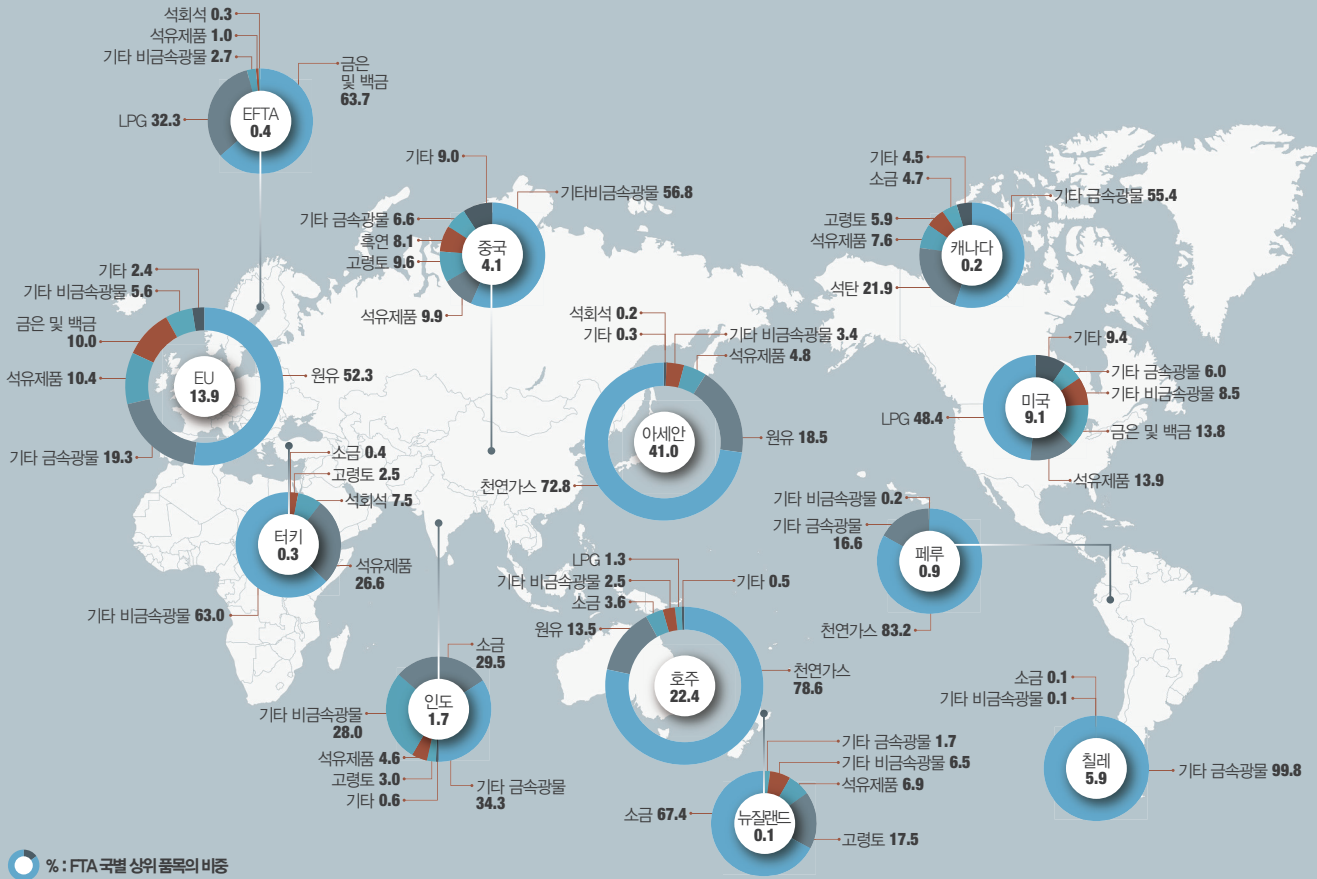 석회석 0.3
석유제품 1.0
기타 비금속광물 2.7
금은
및 백금
63.7
LPG 32.3
EFTA
0.4
기타 9.0
기타비금속광물 56.8
기타 금속광물 6.6
흑연 8.1
고령토 9.6
석유제품 9.9
중국
4.1
기타 4.5
소금 4.7
기타 금속광물 55.4
고령토 5.9
석유제품 7.6
석탄 21.9
캐나다
0.2
기타 2.4
기타 비금속광물 5.6
금은 및 백금
10.0
석유제품 10.4
원유 52.3
기타 금속광물 19.3
EU
13.9
석회석 0.2
기타 0.3
기타 비금속광물 3.4
석유제품 4.8
원유 18.5
천연가스 72.8
아세안
41.0
기타 9.4
기타 금속광물 6.0
기타 비금속광물 8.5
금은 및 백금 13.8
석유제품 13.9
LPG 48.4
미국
9.1
소금 0.4
고령토 2.5
석회석 7.5
석유제품
26.6
기타 비금속광물 63.0
터키
0.3
기타 비금속광물 0.2
기타 금속광물
16.6
천연가스 83.2
페루
0.9
LPG 1.3
기타 비금속광물 2.5
소금 3.6
원유 13.5
기타 0.5
천연가스
78.6
호주
22.4
소금
29.5
기타 비금속광물
28.0
석유제품 4.6
고령토 3.0
기타 0.6
기타 금속광물
34.3
인도
1.7
소금 0.1
기타 비금속광물 0.1
기타 금속광물 99.8
칠레
5.9
기타 금속광물 1.7
기타 비금속광물 6.5
석유제품 6.9
고령토 17.5
소금 67.4
뉴질랜드
0.1
% : FTA 국별 상위 품목의 비중